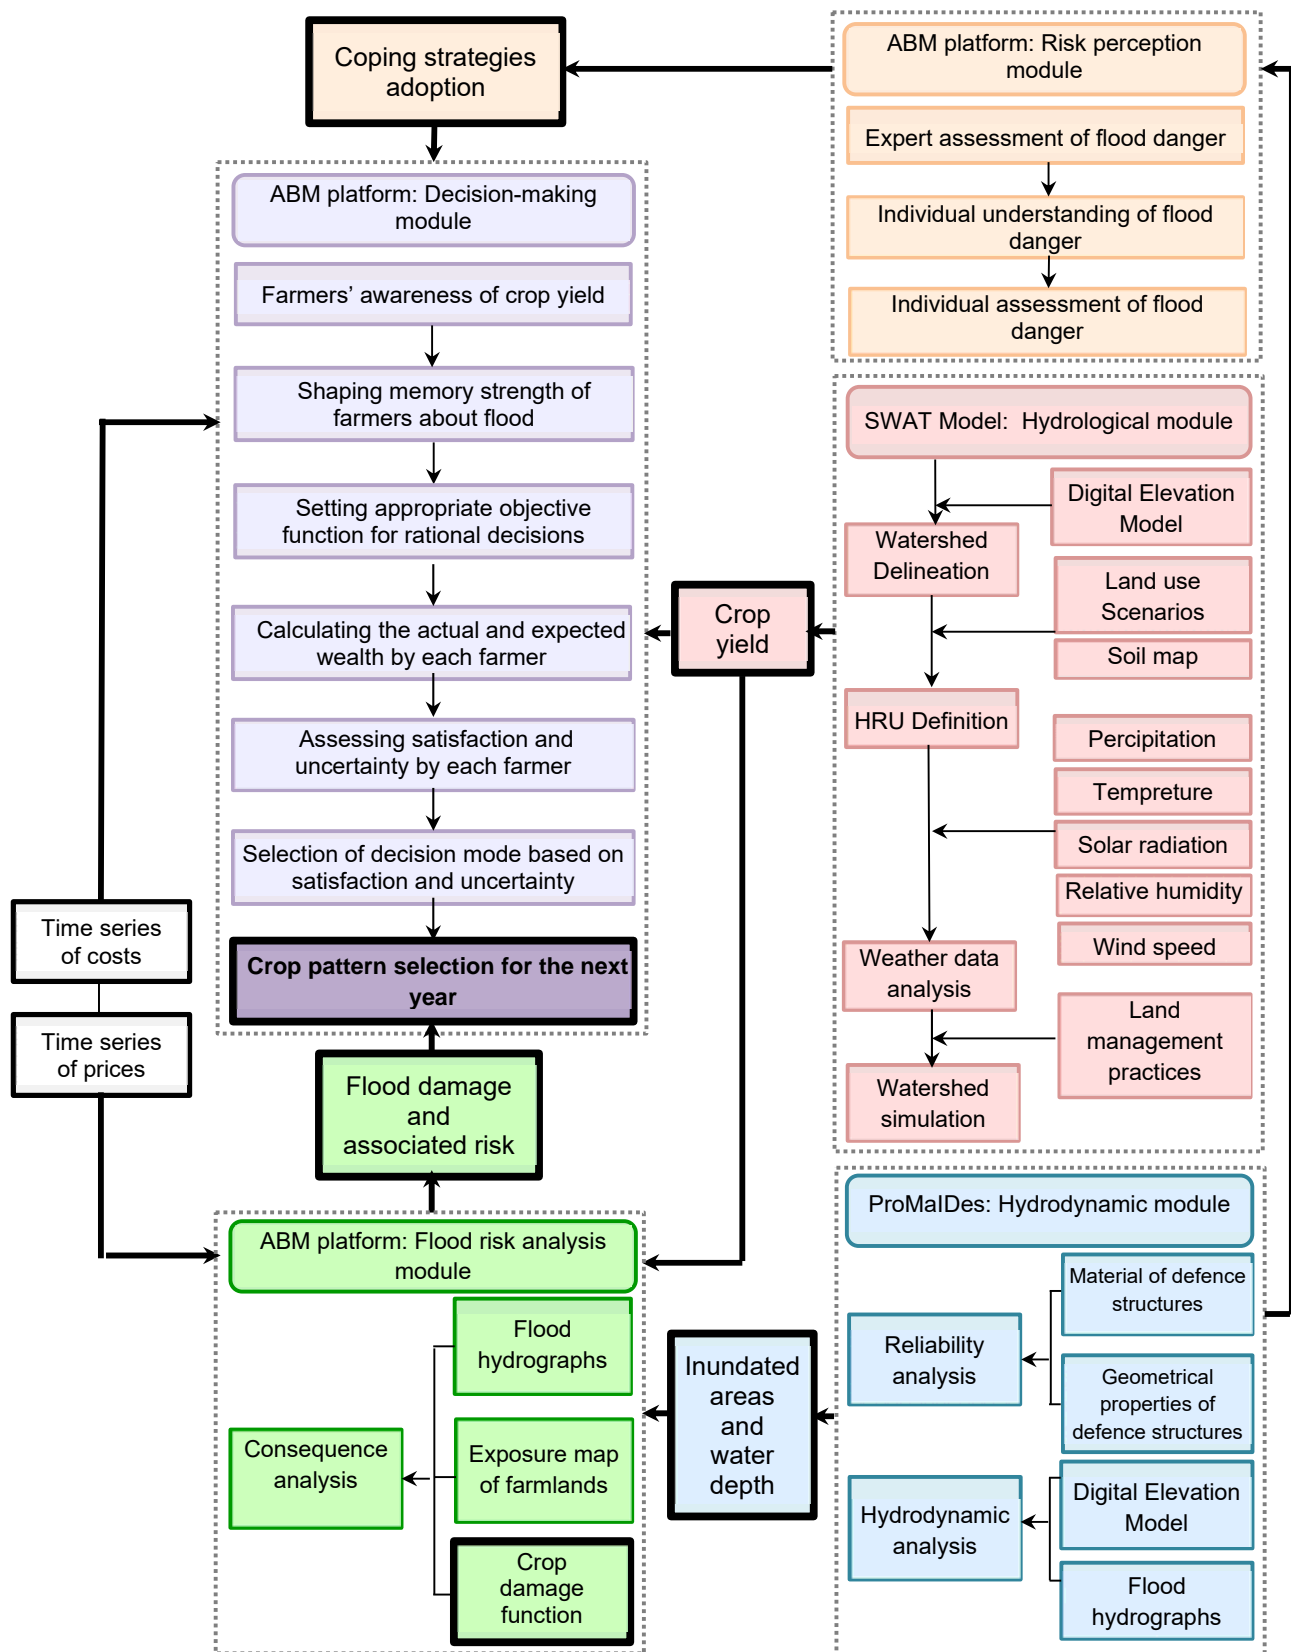 Coping strategies
adoption
ABM platform: Risk perception
module
Expert assessment of flood danger
Individual understanding of flood
danger
Individual assessment of flood
danger
ABM platform: Decision-making
module
Farmers’ awareness of crop yield
Shaping memory strength of
farmers about flood
Setting appropriate objective
function for rational decisions
Calculating the actual and expected
wealth by each farmer
Assessing satisfaction and
uncertainty by each farmer
Selection of decision mode based on
satisfaction and uncertainty
Crop pattern selection for the next
year
Time series
of costs
Time series
of prices
Crop
yield
SWAT Model:  Hydrological module
Digital Elevation
Model
Watershed
Delineation
Land use
Scenarios
Soil map
HRU Definition
Percipitation
Tempreture
Solar radiation
Relative humidity
Wind speed
Weather data
analysis
Land
management
practices
Watershed
simulation
Flood damage
and
associated risk
ABM platform: Flood risk analysis
module
Flood
hydrographs
Consequence
analysis
Exposure map
of farmlands
Crop
damage
function
Inundated
areas
and
water
depth
ProMaIDes: Hydrodynamic module
Material of defence
structures
Reliability
analysis
Geometrical
properties of
defence structures
Hydrodynamic
analysis
Digital Elevation
Model
Flood
hydrographs